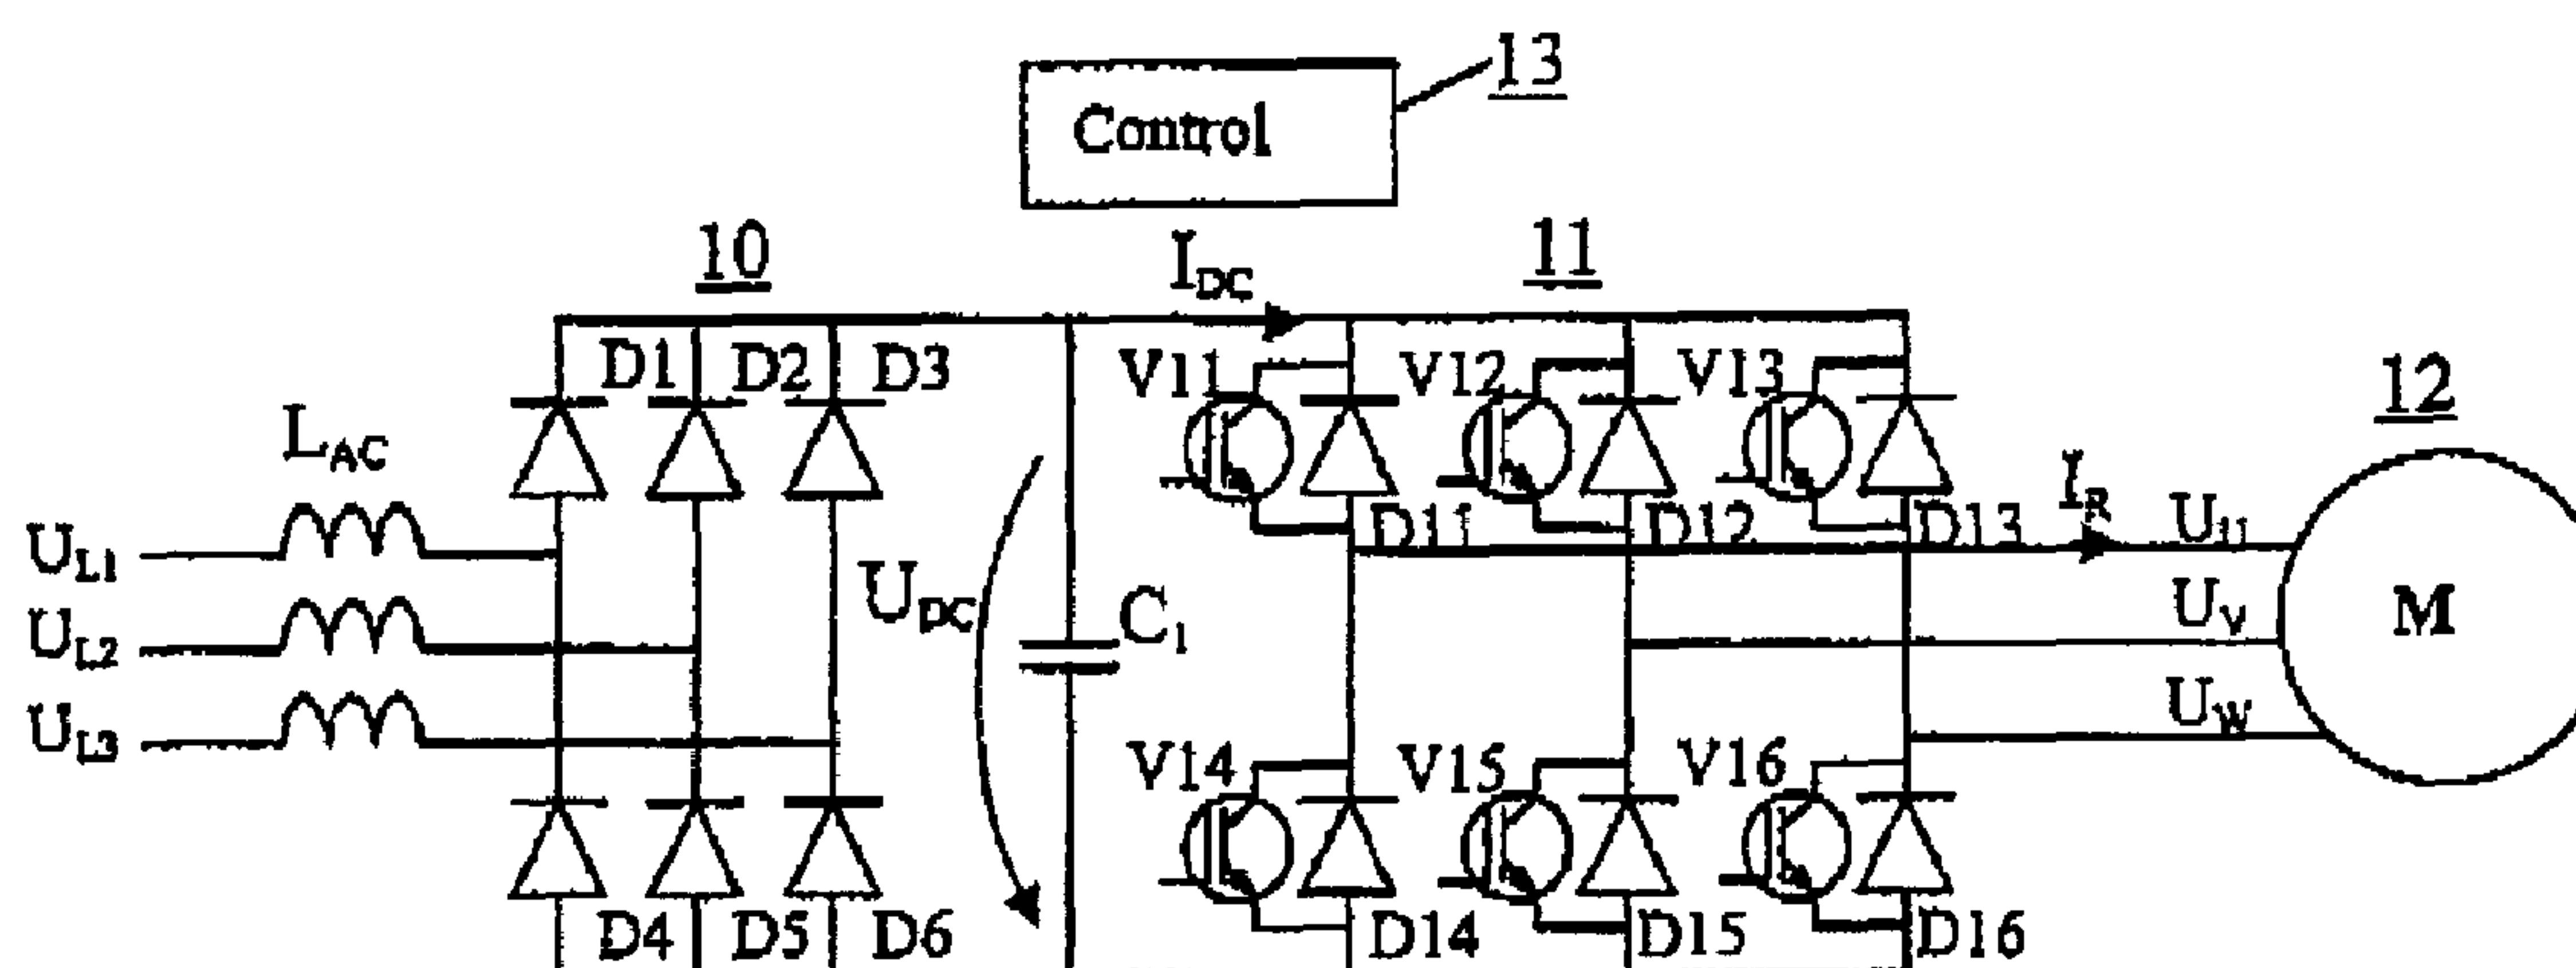 13
Control
10
I_DC
11
D1 D2 D3
V11 V12 V13
12
L_AC
I_R
U_L1
D11 D12 D13
U_U
U_DC
C_1
U_V
M
U_L2
U_L3
U_W
V14 V15 V16
D4 D5 D6
D14 D15 D16